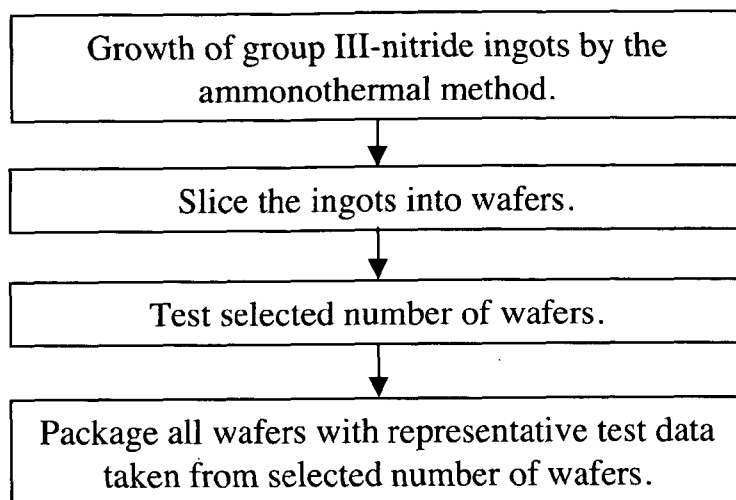 Growth of group III-nitride ingots by the
ammonothermal method.
Slice the ingots into wafers.
Test selected number of wafers.
Package all wafers with representative test data
taken from selected number of wafers.